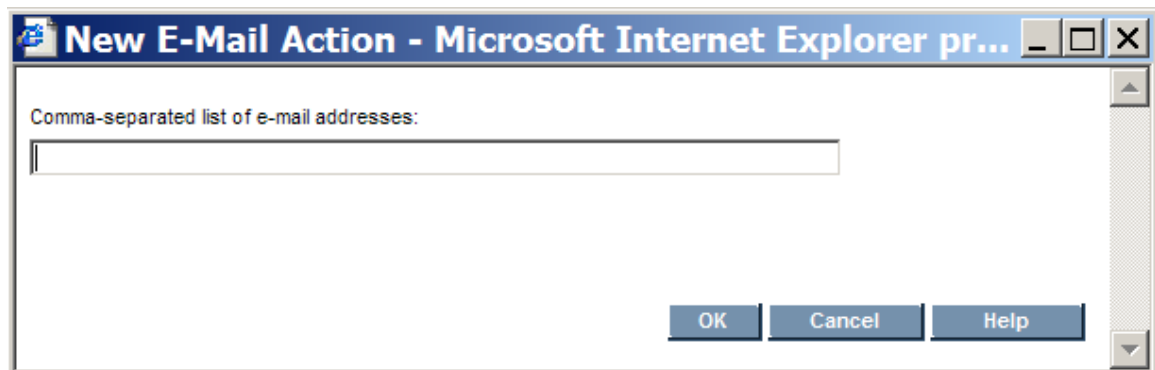 New E-Mail Action - Microsoft Internet Explorer pr...
Comma-separated list of e-mail addresses:
OK Cancel Help